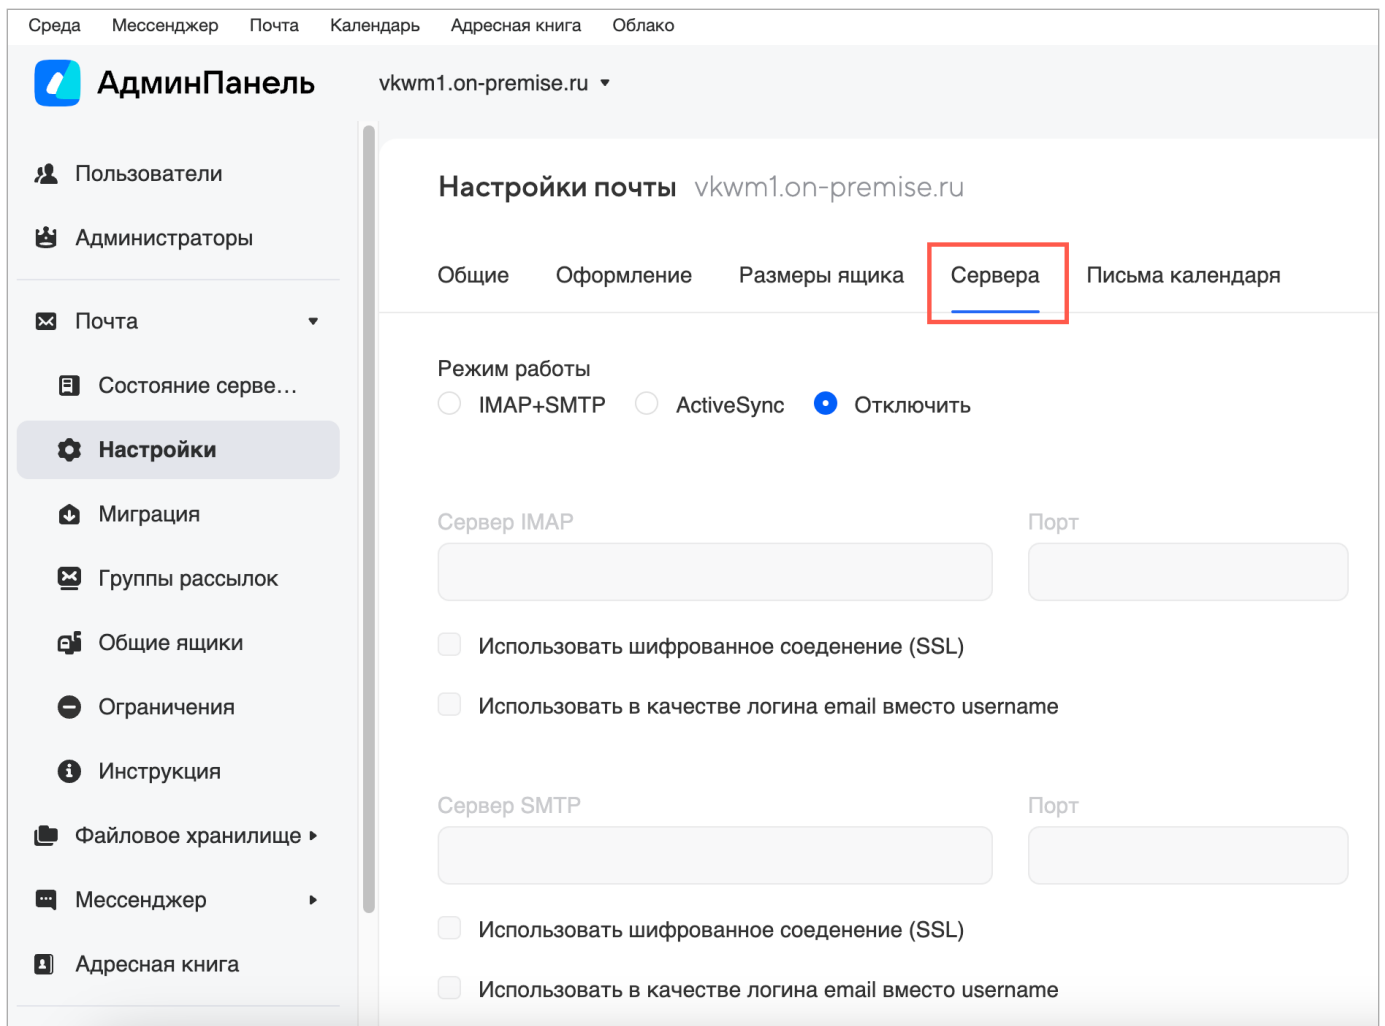 Среда Мессенджер Почта Календарь Адресная книга Облако
АдминПанель
vkwm1.on-premise.ru
Пользователи
Администраторы
Почта
Состояние серве...
Настройки
Миграция
Группы рассылок
Общие ящики
Ограничения
Инструкция
Файловое хранилище
Мессенджер
Адресная книга
Настройки почты vkwm1.on-premise.ru
Общие Оформление Размеры ящика Сервера Письма календаря
Режим работы
IMAP+SMTP ActiveSync Отключить
Сервер IMAP Порт
Использовать шифрованное соеденение (SSL)
Использовать в качестве логина email вместо username
Сервер SMTP Порт
Использовать шифрованное соеденение (SSL)
Использовать в качестве логина email вместо username